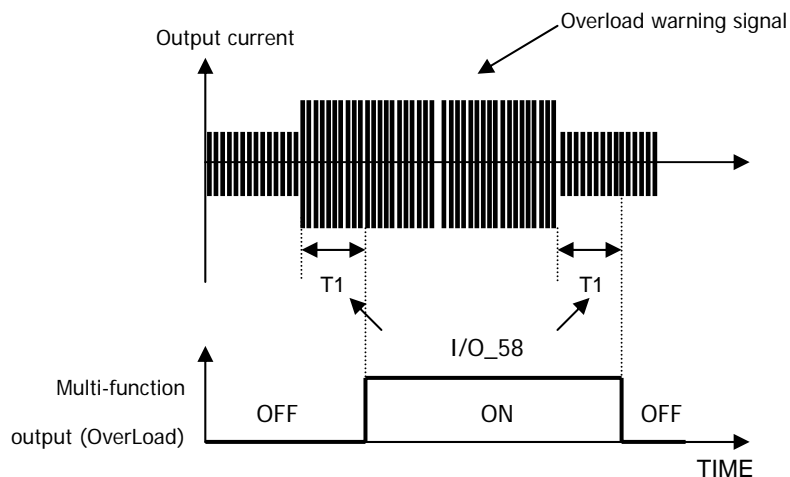 Overload warning signal
Output current
T1
T1
I/O_58
Multi-function
output (OverLoad)
OFF
ON
OFF
TIME